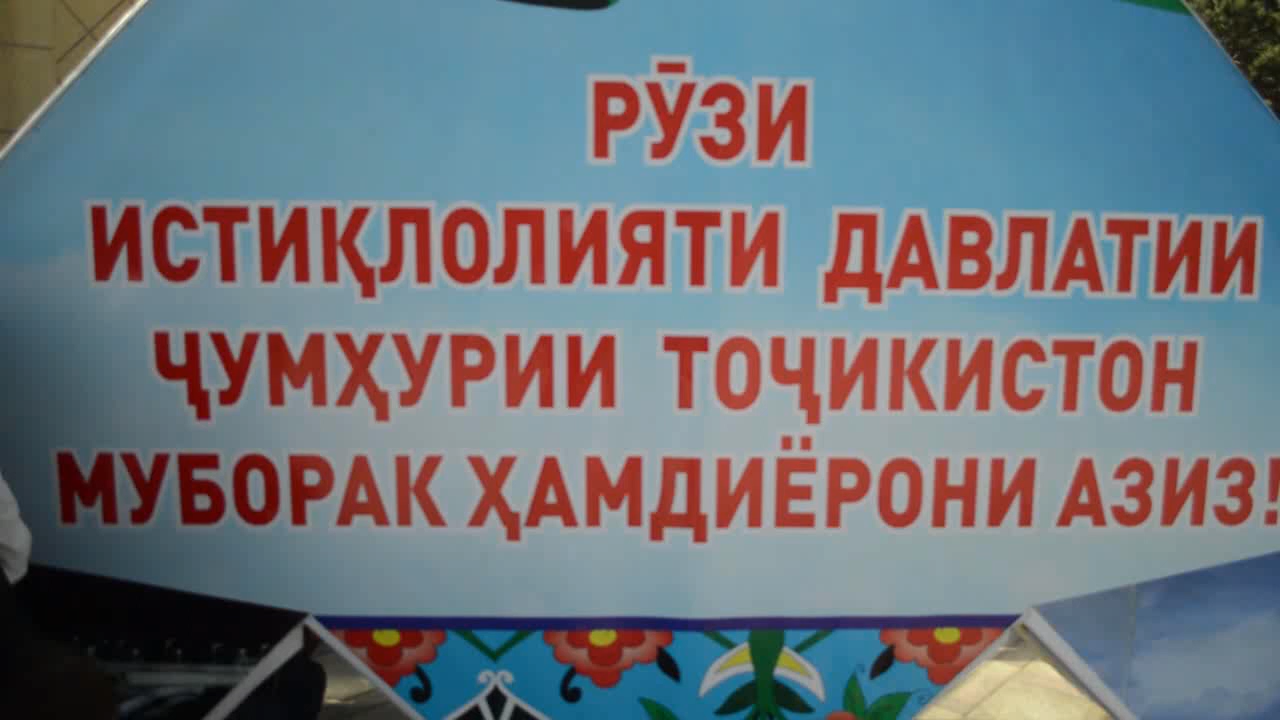 РӮЗИ
ИСТИҚЛОЛИЯТИ ДАВЛАТИИ
ҶУМҲУРИИ ТОҶИКИСТОН
МУБОРАК ҲАМДИЁРОНИ АЗИЗ!